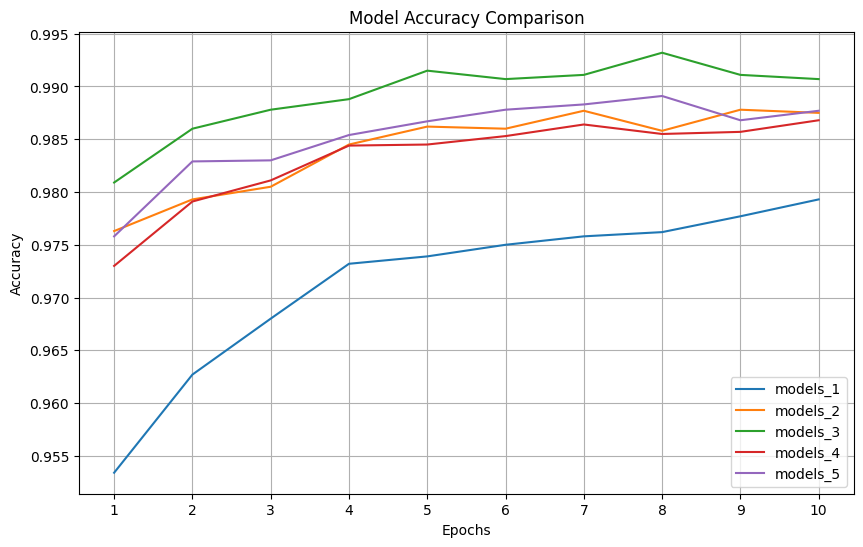 Model Accuracy Comparison
0.995
0.990
0.985
0.980
0.975
0.970
0.965
0.960
0.955
Accuracy
models_1
models_2
models_3
models_4
models_5
1 2 3 4 5 6 7 8 9 10
Epochs